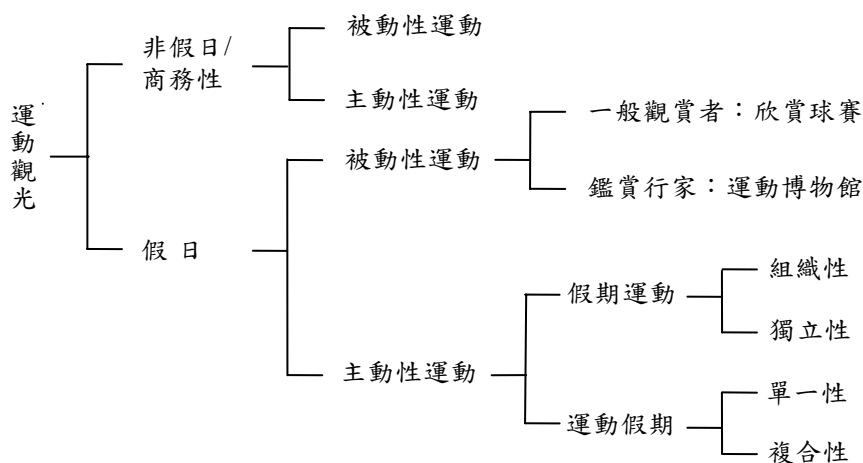 運動觀光
非假日/
商務性
被動性運動
主動性運動
假日
被動性運動
一般觀賞者：欣賞球賽
鑑賞行家：運動博物館
主動性運動
假期運動
組織性
獨立性
運動假期
單一性
複合性